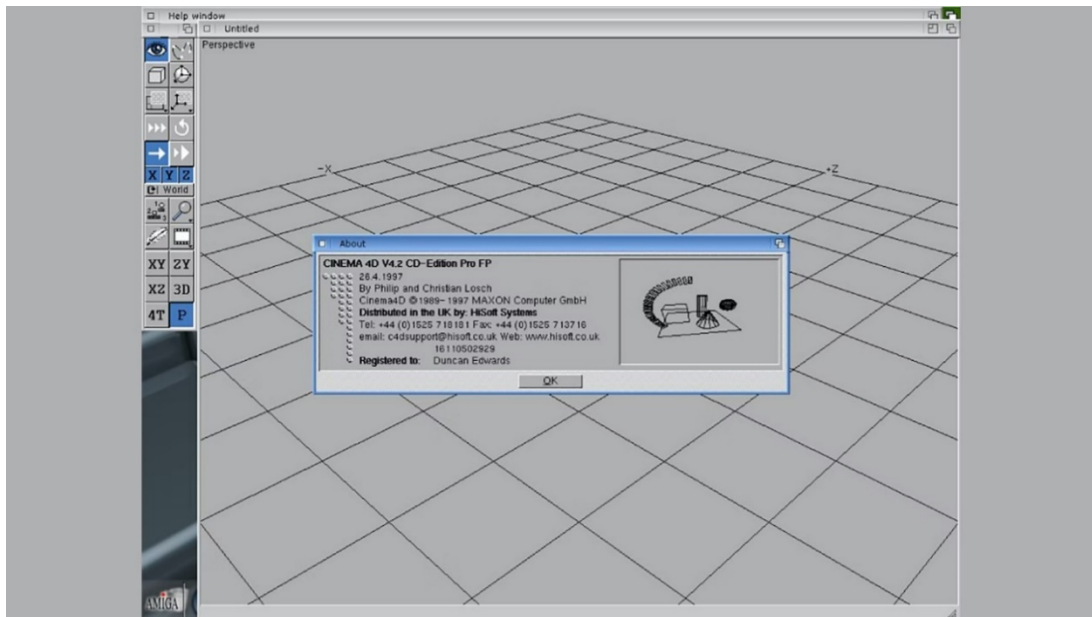 Help window
Untitled
Perspective
-X
+Z
X Y Z
World
XY ZY
XZ 3D
4T P
About
CINEMA 4D V4.2 CD-Edition Pro FP
26.4.1997
By Philip and Christian Losch
Cinema4D ©1989- 1997 MAXON Computer GmbH
Distributed in the UK by: HiSoft Systems
Tel: +44 (0)1525 718181 Fax: +44 (0)1525 713716
email: c4dsupport@hisoft.co.uk Web: www.hisoft.co.uk
16110502929
Registered to: Duncan Edwards
OK
AMIGA